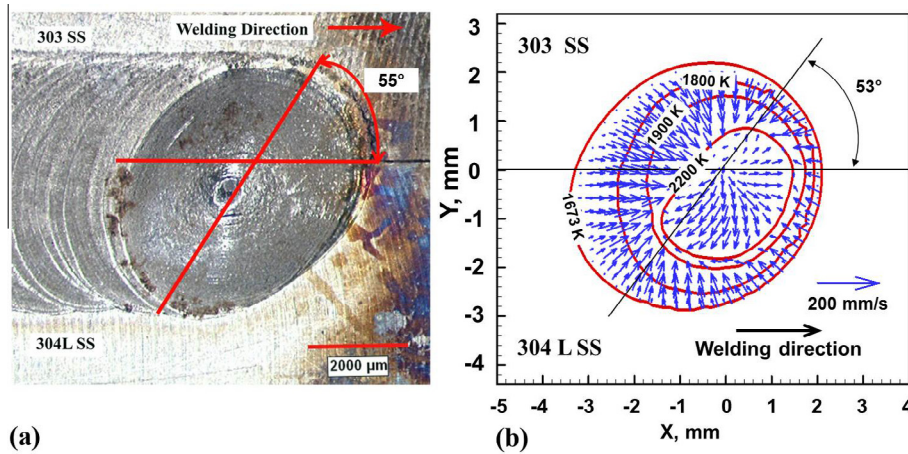 303 SS
Welding Direction
55°
304L SS
2000 µm
(a)
303 SS
53°
1800 K
1900 K
2200 K
1673 K
200 mm/s
304 L SS
Welding direction
Y, mm
4
3
2
1
0
-1
-2
-3
-4
-5 -4 -3 -2 -1 0 1 2 3 4
X, mm
(b)